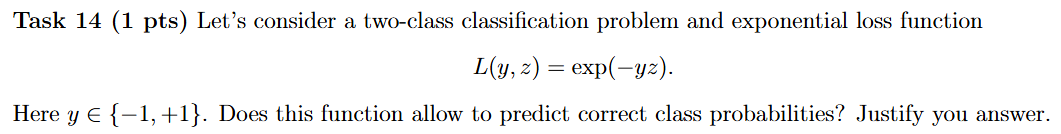 Task 14 (1 pts) Let's consider a two-class classification problem and exponential loss function
L(y, z) = exp(−yz).
Here y ∈ {−1, +1}. Does this function allow to predict correct class probabilities? Justify you answer.